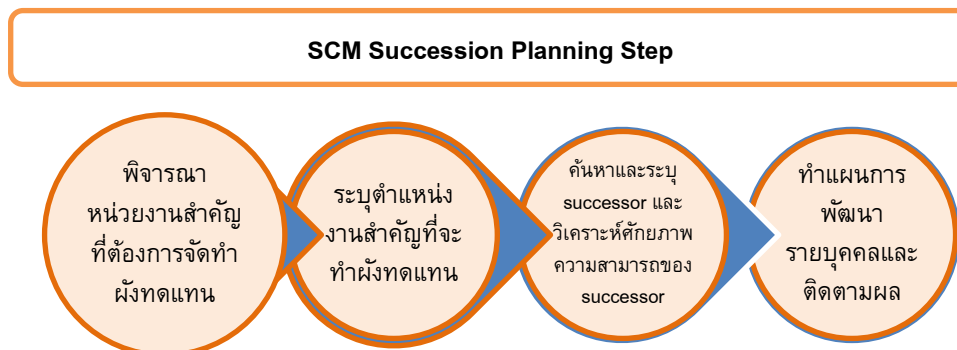 SCM Succession Planning Step
พิจารณา
หน่วยงานสำคัญ
ที่ต้องการจัดทำ
ผังทดแทน
ระบุตำแหน่ง
งานสำคัญที่จะ
ทำผังทดแทน
ค้นหาและระบุ
successor และ
วิเคราะห์ศักยภาพ
ความสามารถของ
successor
ทำแผนการ
พัฒนา
รายบุคคลและ
ติดตามผล